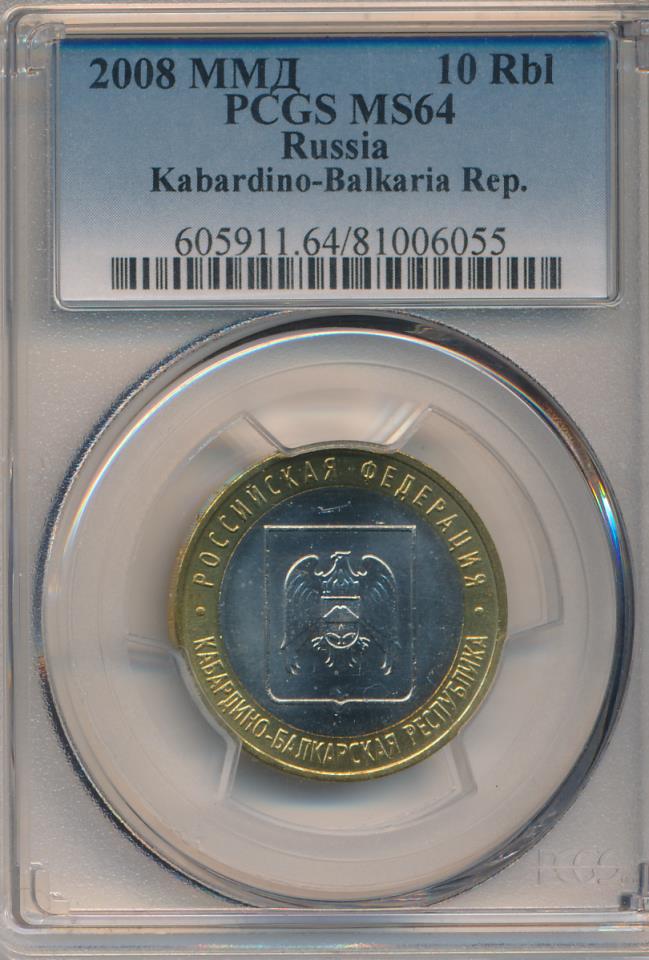 2008 ММД 10 Rbl
PCGS MS64
Russia
Kabardino-Balkaria Rep.
605911.64/81006055
• РОССИЙСКАЯ • ФЕДЕРАЦИЯ •
КАБАРДИНО-БАЛКАРСКАЯ РЕСПУБЛИКА
PCGS